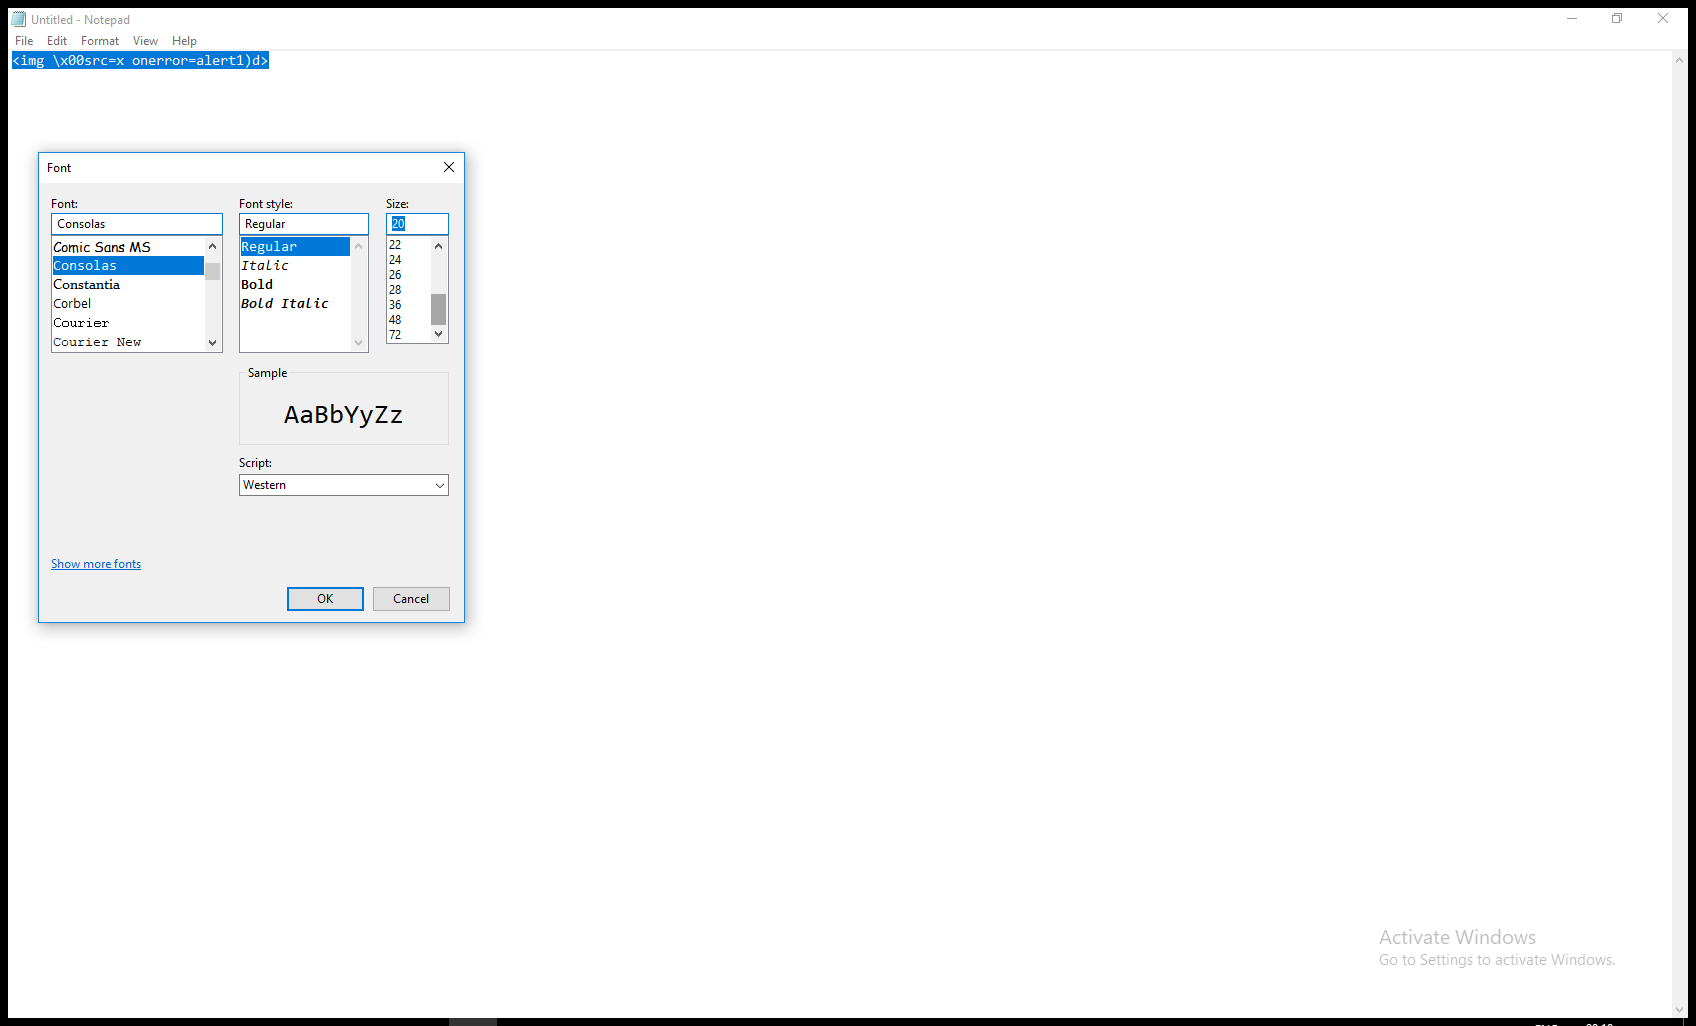 Untitled - Notepad
File Edit Format View Help
<img \x00src=x onerror=alert1)d>
Font
Font: Font style: Size:
Consolas Regular 20
Comic Sans MS
Consolas
Constantia
Corbel
Courier
Courier New
Regular
Italic
Bold
Bold Italic
22
24
26
28
36
48
72
Sample
AaBbYyZz
Script:
Western
Show more fonts
OK Cancel
Activate Windows
Go to Settings to activate Windows.